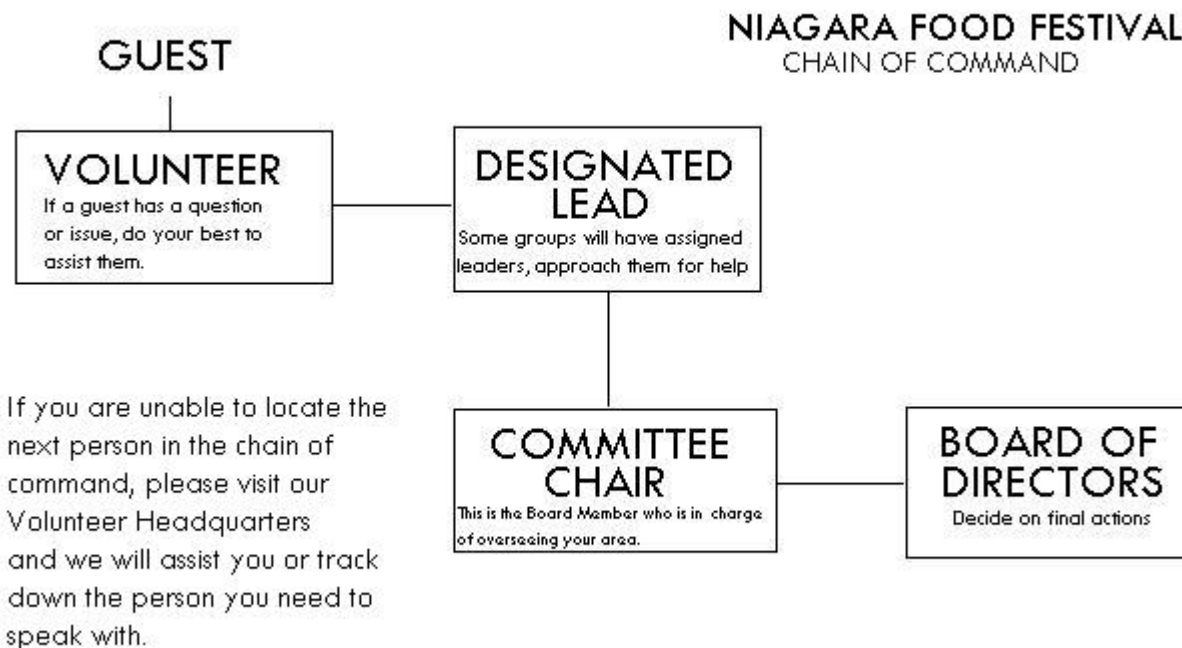 NIAGARA FOOD FESTIVAL
CHAIN OF COMMAND
GUEST
VOLUNTEER
If a guest has a question
or issue, do your best to
assist them.
DESIGNATED
LEAD
Some groups will have assigned
leaders, approach them for help
COMMITTEE
CHAIR
This is the Board Member who is in charge
of overseeing your area.
BOARD OF
DIRECTORS
Decide on final actions
If you are unable to locate the
next person in the chain of
command, please visit our
Volunteer Headquarters
and we will assist you or track
down the person you need to
speak with.